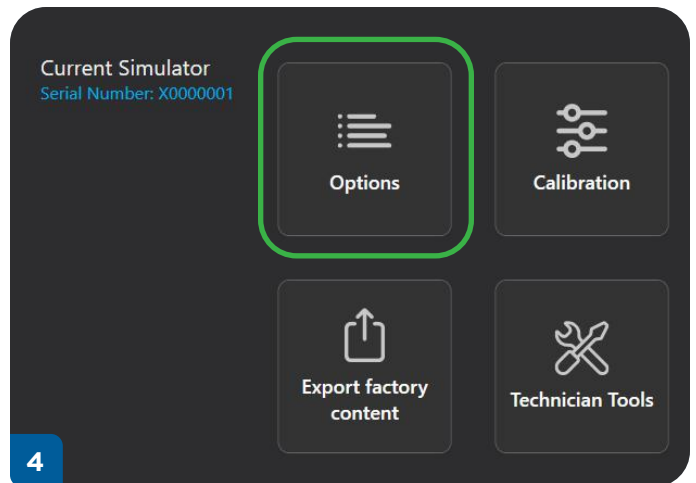 Current Simulator
Serial Number: X0000001
Options
Calibration
Export factory
content
Technician Tools
4